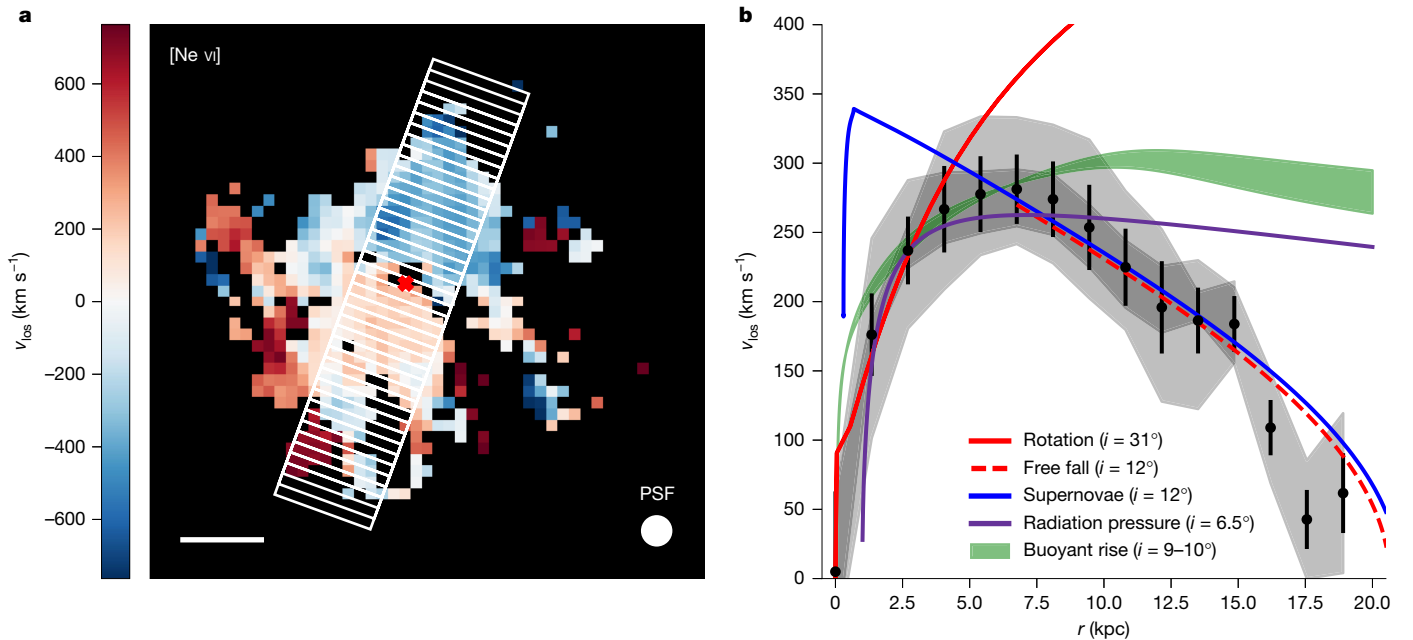 a
[Ne VI]
600
400
200
0
−200
−400
−600
v_los (km s⁻¹)
PSF
b
400
350
300
250
200
150
100
50
0
v_los (km s⁻¹)
Rotation (i = 31°)
Free fall (i = 12°)
Supernovae (i = 12°)
Radiation pressure (i = 6.5°)
Buoyant rise (i = 9–10°)
0 2.5 5.0 7.5 10.0 12.5 15.0 17.5 20.0
r (kpc)